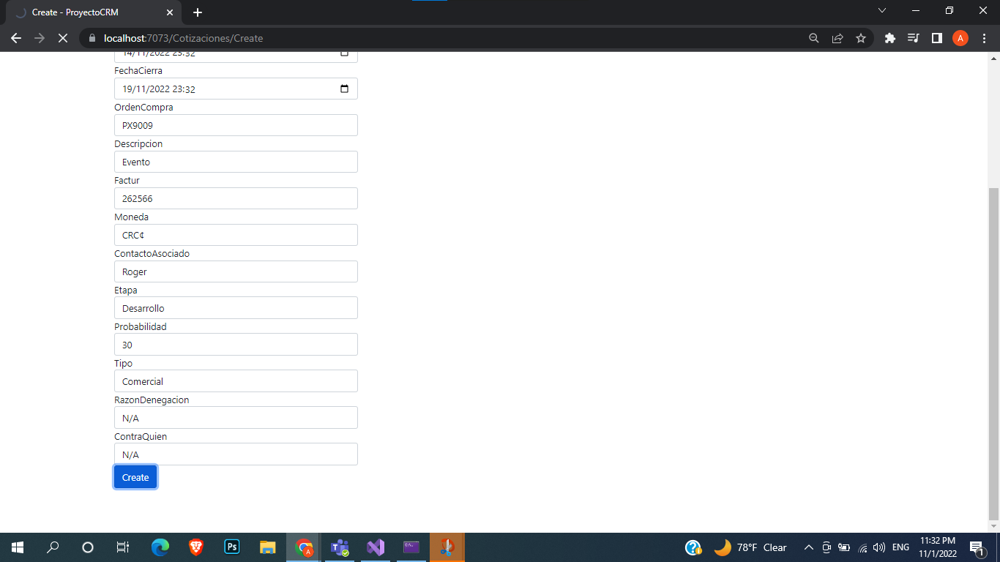 Create - ProyectoCRM
localhost:7073/Cotizaciones/Create
A
14/11/2022 23:32
FechaCierra
19/11/2022 23:32
OrdenCompra
PX9009
Descripcion
Evento
Factur
262566
Moneda
CRC¢
ContactoAsociado
Roger
Etapa
Desarrollo
Probabilidad
30
Tipo
Comercial
RazonDenegacion
N/A
ContraQuien
N/A
Create
Ps
A
78°F Clear
ENG
11:32 PM
11/1/2022
1